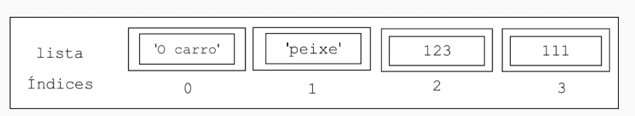 lista 'O carro' 'peixe' 123 111
Índices 0 1 2 3